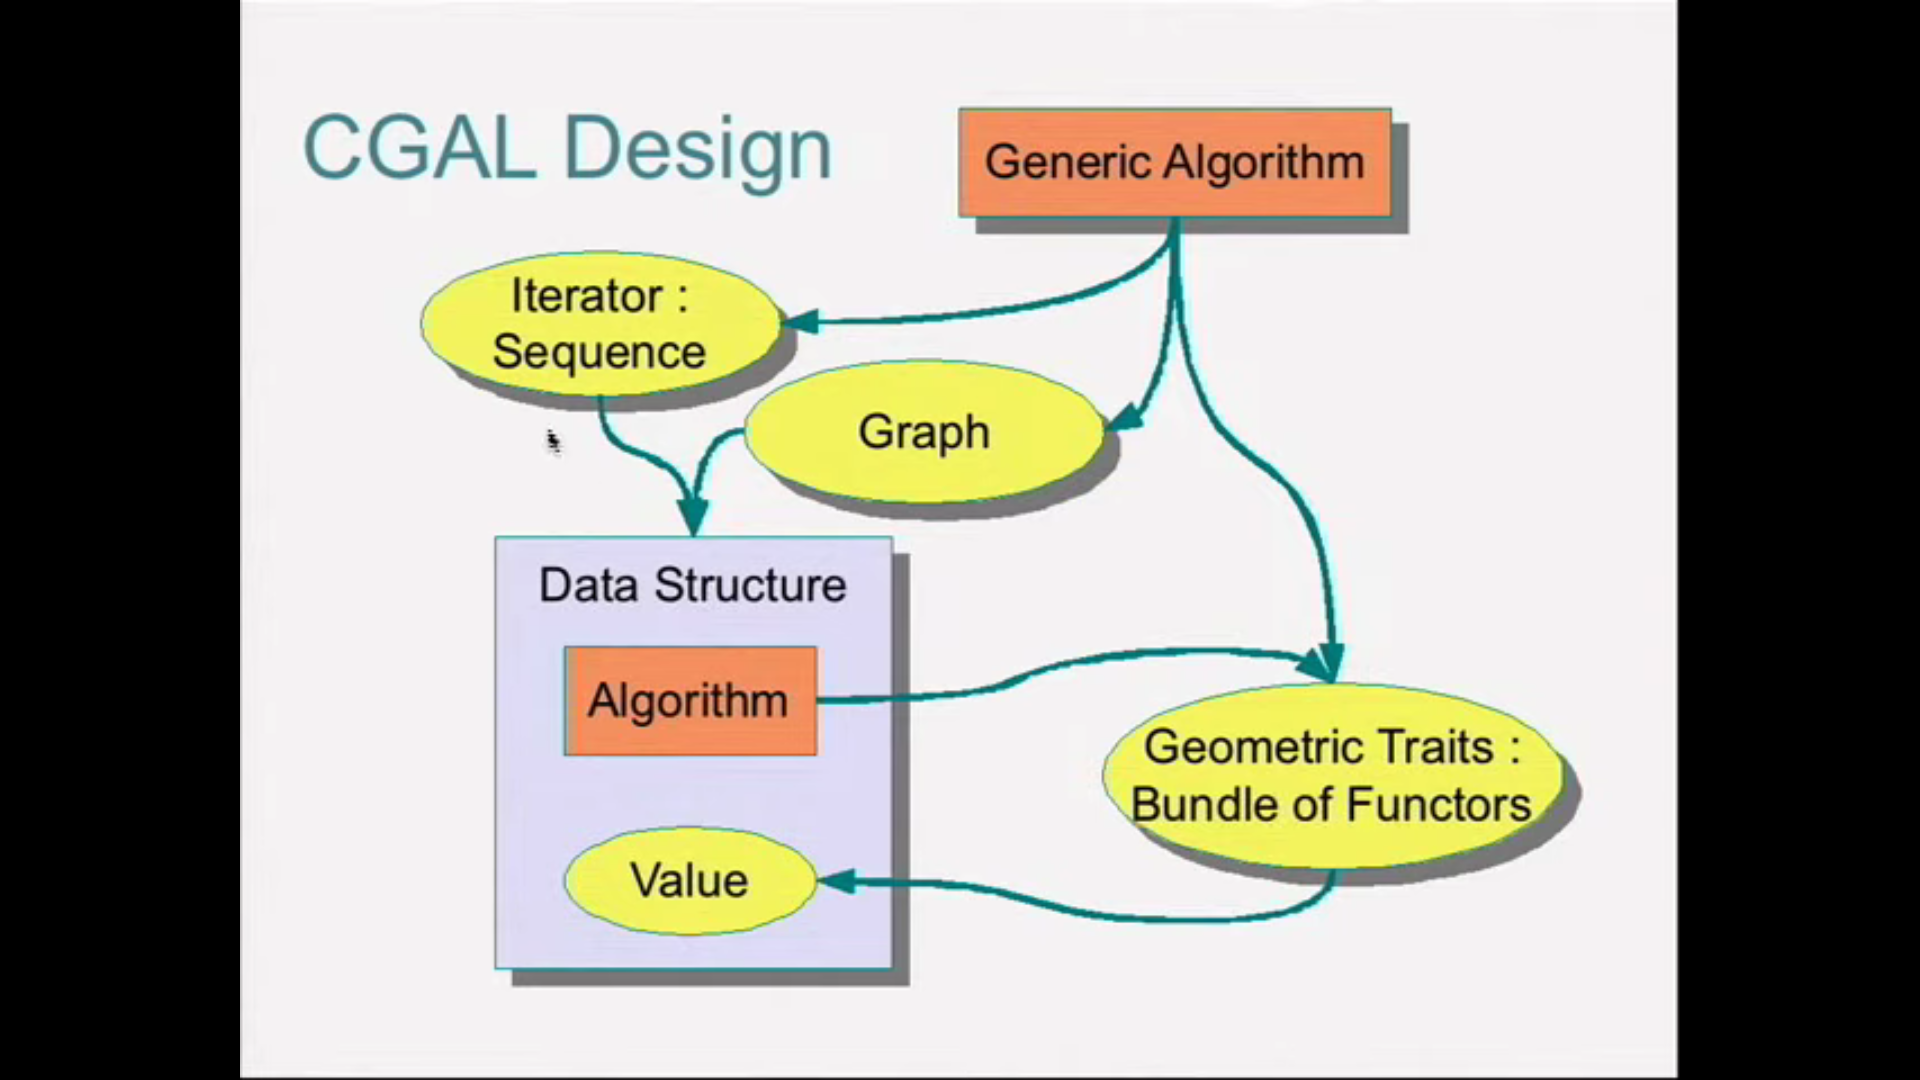 CGAL Design
Generic Algorithm
Iterator :
Sequence
Graph
Data Structure
Algorithm
Geometric Traits :
Bundle of Functors
Value